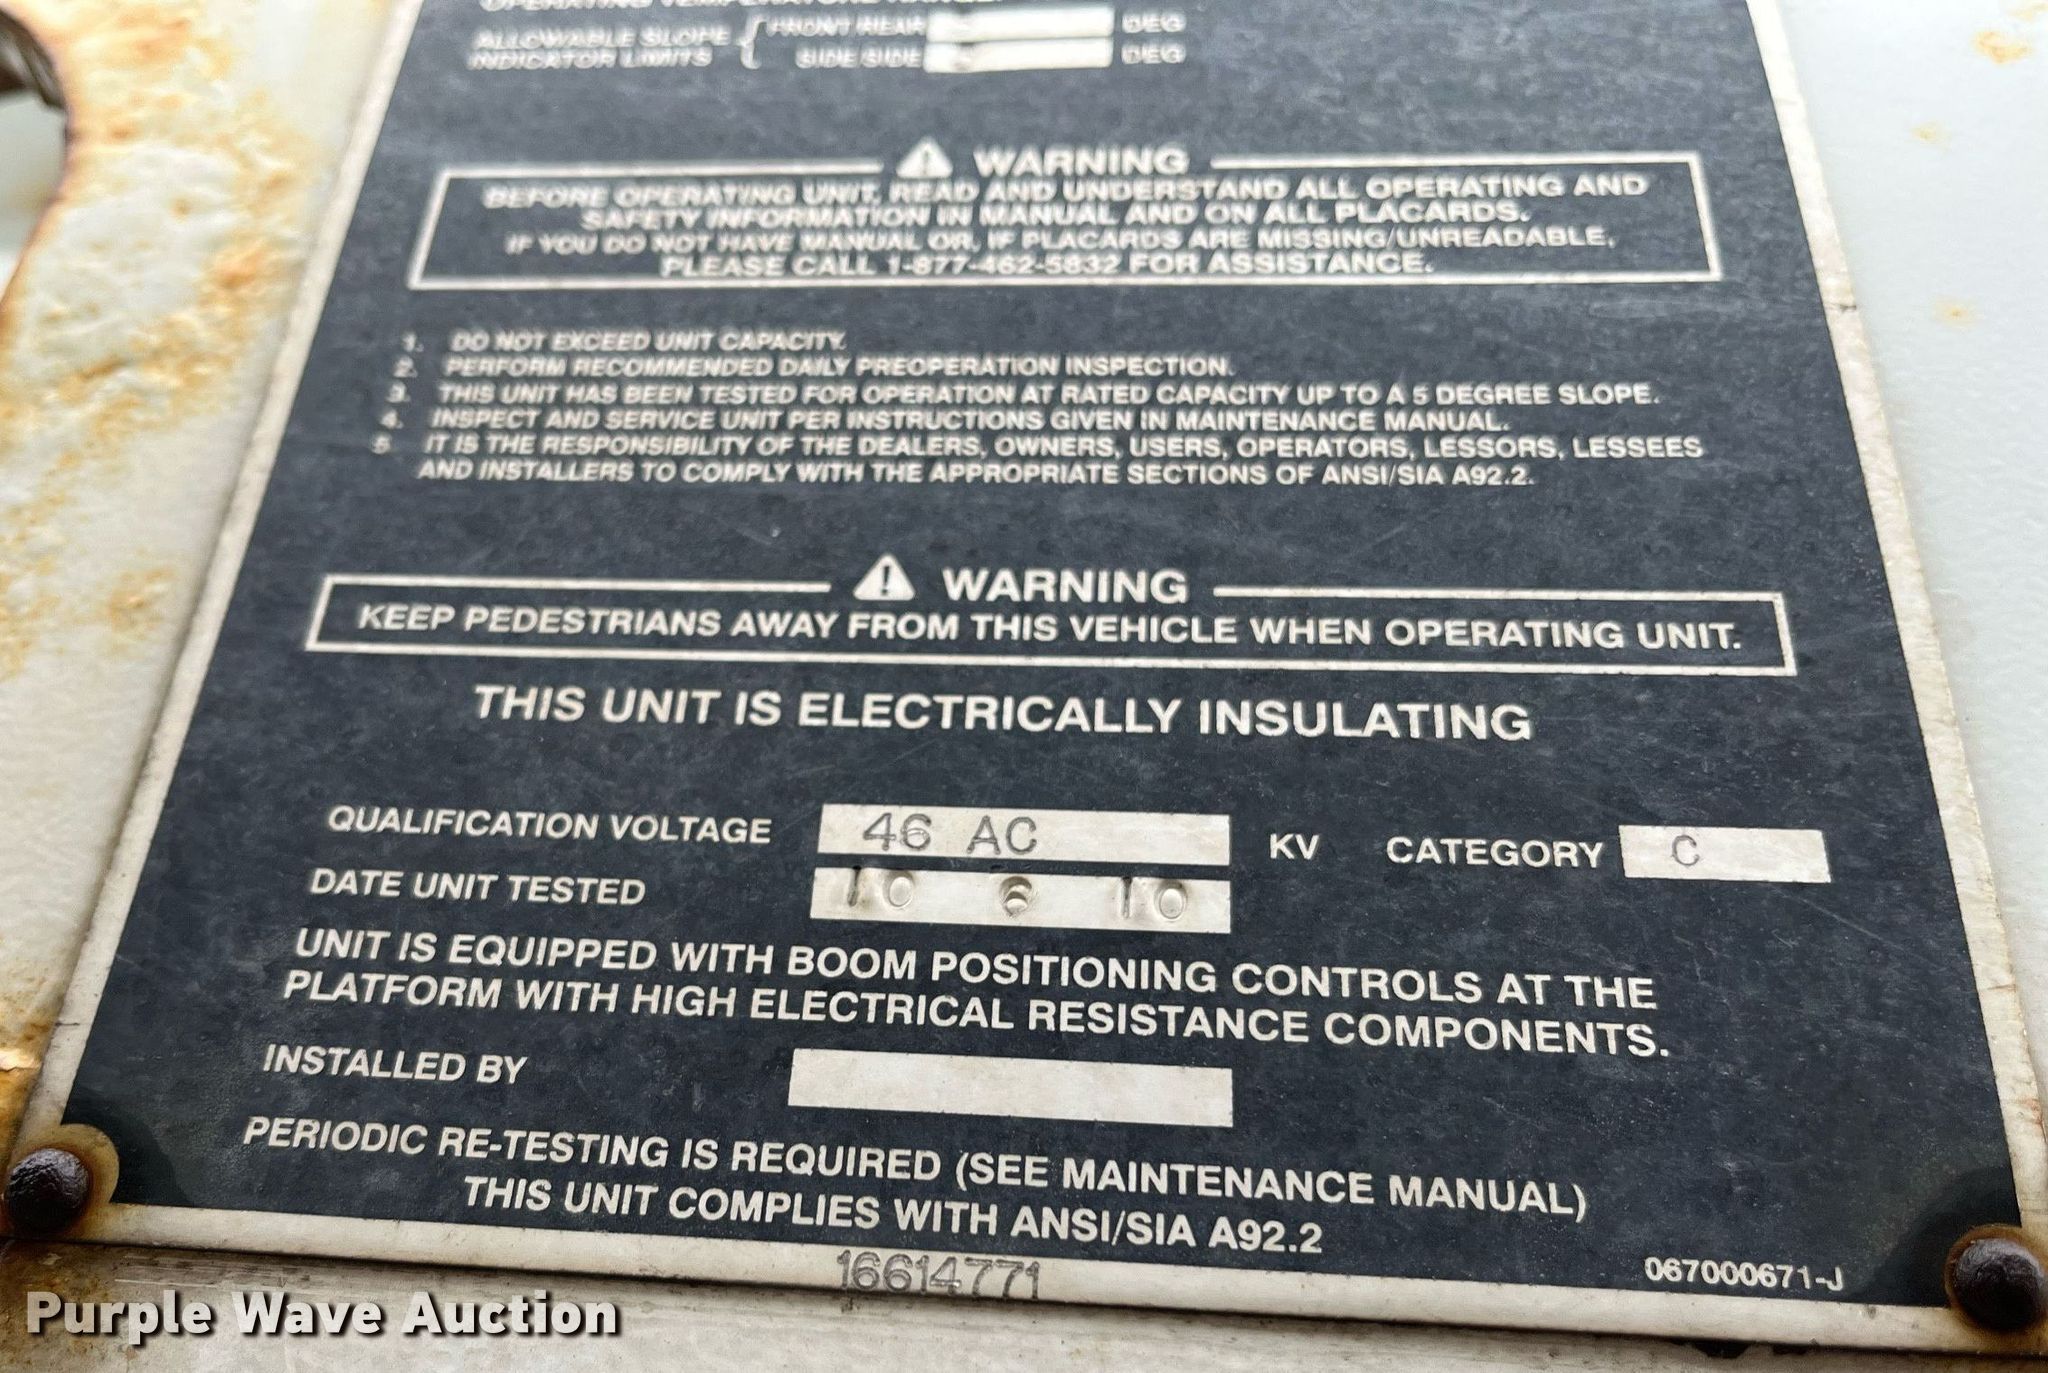 OPERATING TEMPERATURE RANGE:
ALLOWABLE SLOPE FRONT/REAR DEG
INDICATOR LIMITS SIDE/SIDE DEG
WARNING
BEFORE OPERATING UNIT, READ AND UNDERSTAND ALL OPERATING AND
SAFETY INFORMATION IN MANUAL AND ON ALL PLACARDS.
IF YOU DO NOT HAVE MANUAL OR, IF PLACARDS ARE MISSING/UNREADABLE,
PLEASE CALL 1-877-462-5832 FOR ASSISTANCE.
1. DO NOT EXCEED UNIT CAPACITY.
2. PERFORM RECOMMENDED DAILY PREOPERATION INSPECTION.
3. THIS UNIT HAS BEEN TESTED FOR OPERATION AT RATED CAPACITY UP TO A 5 DEGREE SLOPE.
4. INSPECT AND SERVICE UNIT PER INSTRUCTIONS GIVEN IN MAINTENANCE MANUAL.
5. IT IS THE RESPONSIBILITY OF THE DEALERS, OWNERS, USERS, OPERATORS, LESSORS, LESSEES
AND INSTALLERS TO COMPLY WITH THE APPROPRIATE SECTIONS OF ANSI/SIA A92.2.
WARNING
KEEP PEDESTRIANS AWAY FROM THIS VEHICLE WHEN OPERATING UNIT.
THIS UNIT IS ELECTRICALLY INSULATING
QUALIFICATION VOLTAGE 46 AC KV CATEGORY C
DATE UNIT TESTED 10 10
UNIT IS EQUIPPED WITH BOOM POSITIONING CONTROLS AT THE
PLATFORM WITH HIGH ELECTRICAL RESISTANCE COMPONENTS.
INSTALLED BY
PERIODIC RE-TESTING IS REQUIRED (SEE MAINTENANCE MANUAL)
THIS UNIT COMPLIES WITH ANSI/SIA A92.2
16614771
067000671-J
Purple Wave Auction